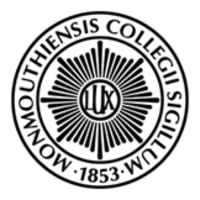 MONMOUTHIENSIS COLLEGII SIGILLUM
LUX
·1853·